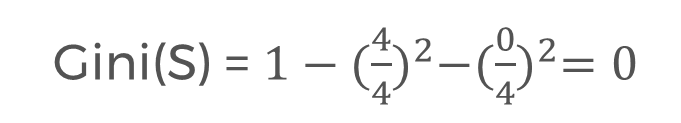 Gini(S) = 1 − (4/4)² − (0/4)² = 0